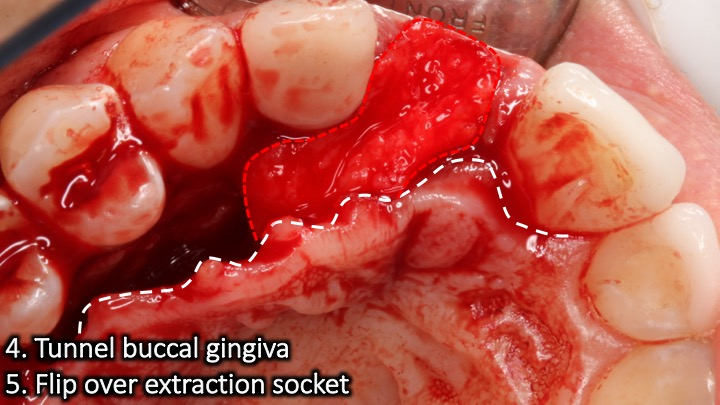 4. Tunnel buccal gingiva
5. Flip over extraction socket